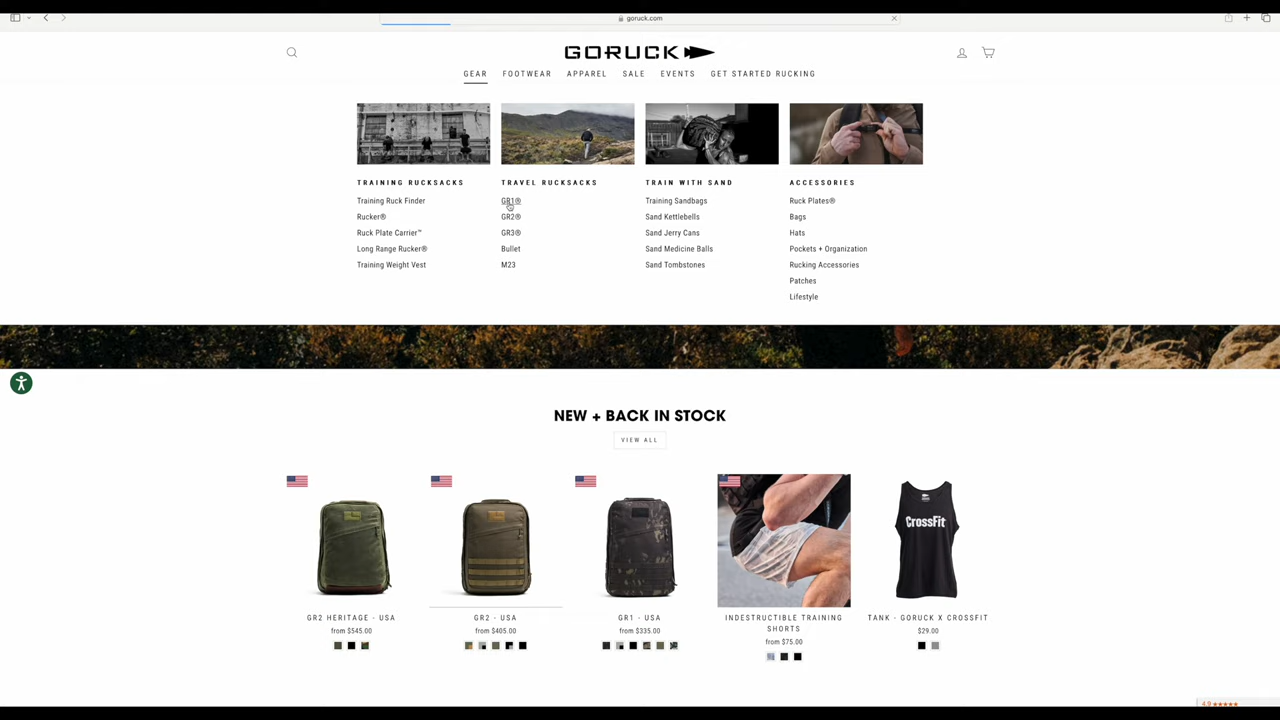 goruck.com
GORUCK
GEAR FOOTWEAR APPAREL SALE EVENTS GET STARTED RUCKING
TRAINING RUCKSACKS
Training Ruck Finder
Rucker®
Ruck Plate Carrier™
Long Range Rucker®
Training Weight Vest
TRAVEL RUCKSACKS
GR1®
GR2®
GR3®
Bullet
M23
TRAIN WITH SAND
Training Sandbags
Sand Kettlebells
Sand Jerry Cans
Sand Medicine Balls
Sand Tombstones
ACCESSORIES
Ruck Plates®
Bags
Hats
Pockets + Organization
Rucking Accessories
Patches
Lifestyle
NEW + BACK IN STOCK
VIEW ALL
CrossFit
GR2 HERITAGE - USA
from $545.00
GR2 - USA
from $405.00
GR1 - USA
from $335.00
INDESTRUCTIBLE TRAINING
SHORTS
from $75.00
TANK - GORUCK X CROSSFIT
$29.00
4.9 ★★★★★